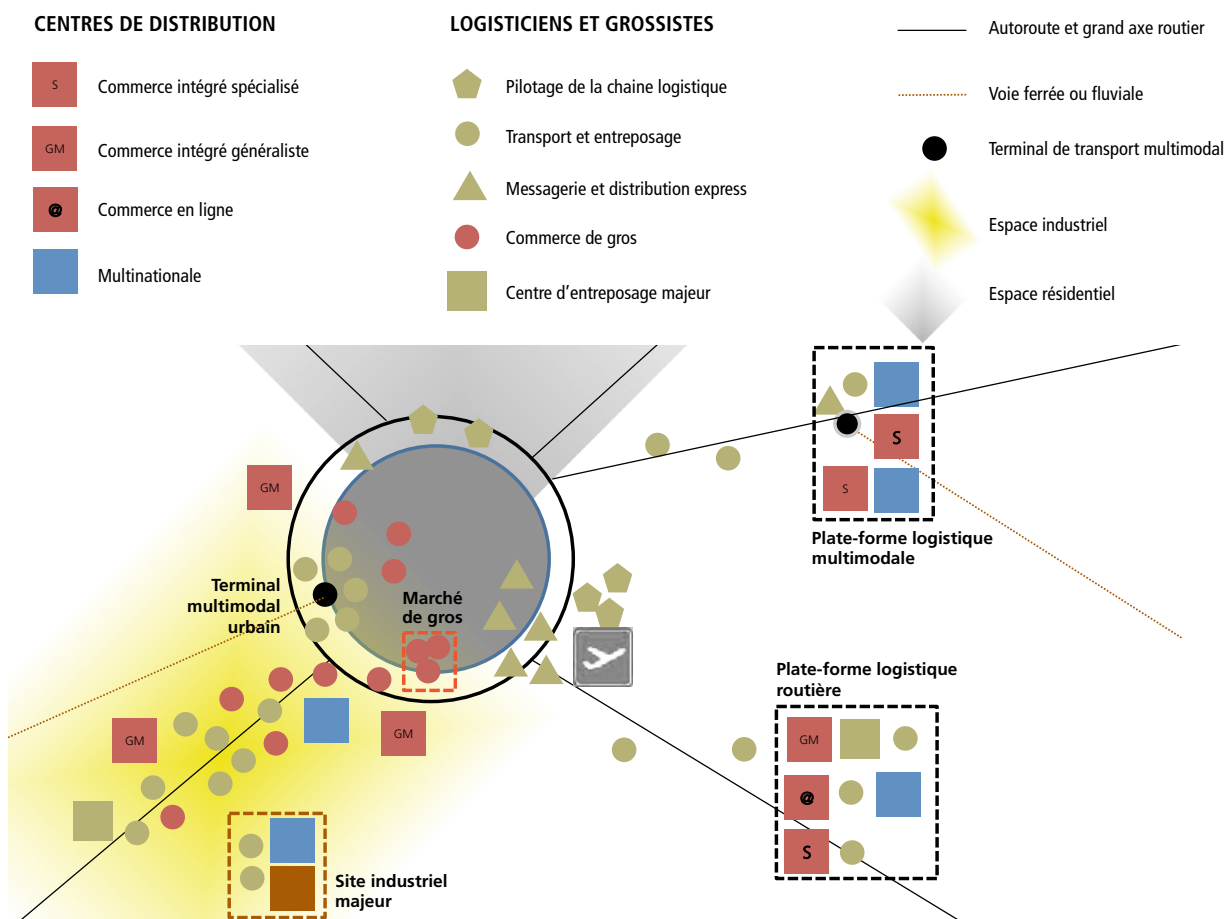 CENTRES DE DISTRIBUTION
S
Commerce intégré spécialisé
GM
Commerce intégré généraliste
@
Commerce en ligne
Multinationale
LOGISTICIENS ET GROSSISTES
Pilotage de la chaine logistique
Transport et entreposage
Messagerie et distribution express
Commerce de gros
Centre d'entreposage majeur
Autoroute et grand axe routier
Voie ferrée ou fluviale
Terminal de transport multimodal
Espace industriel
Espace résidentiel
GM
S
S
Plate-forme logistique
multimodale
Terminal
multimodal
urbain
Marché
de gros
Plate-forme logistique
routière
GM
GM
GM
@
S
Site industriel
majeur